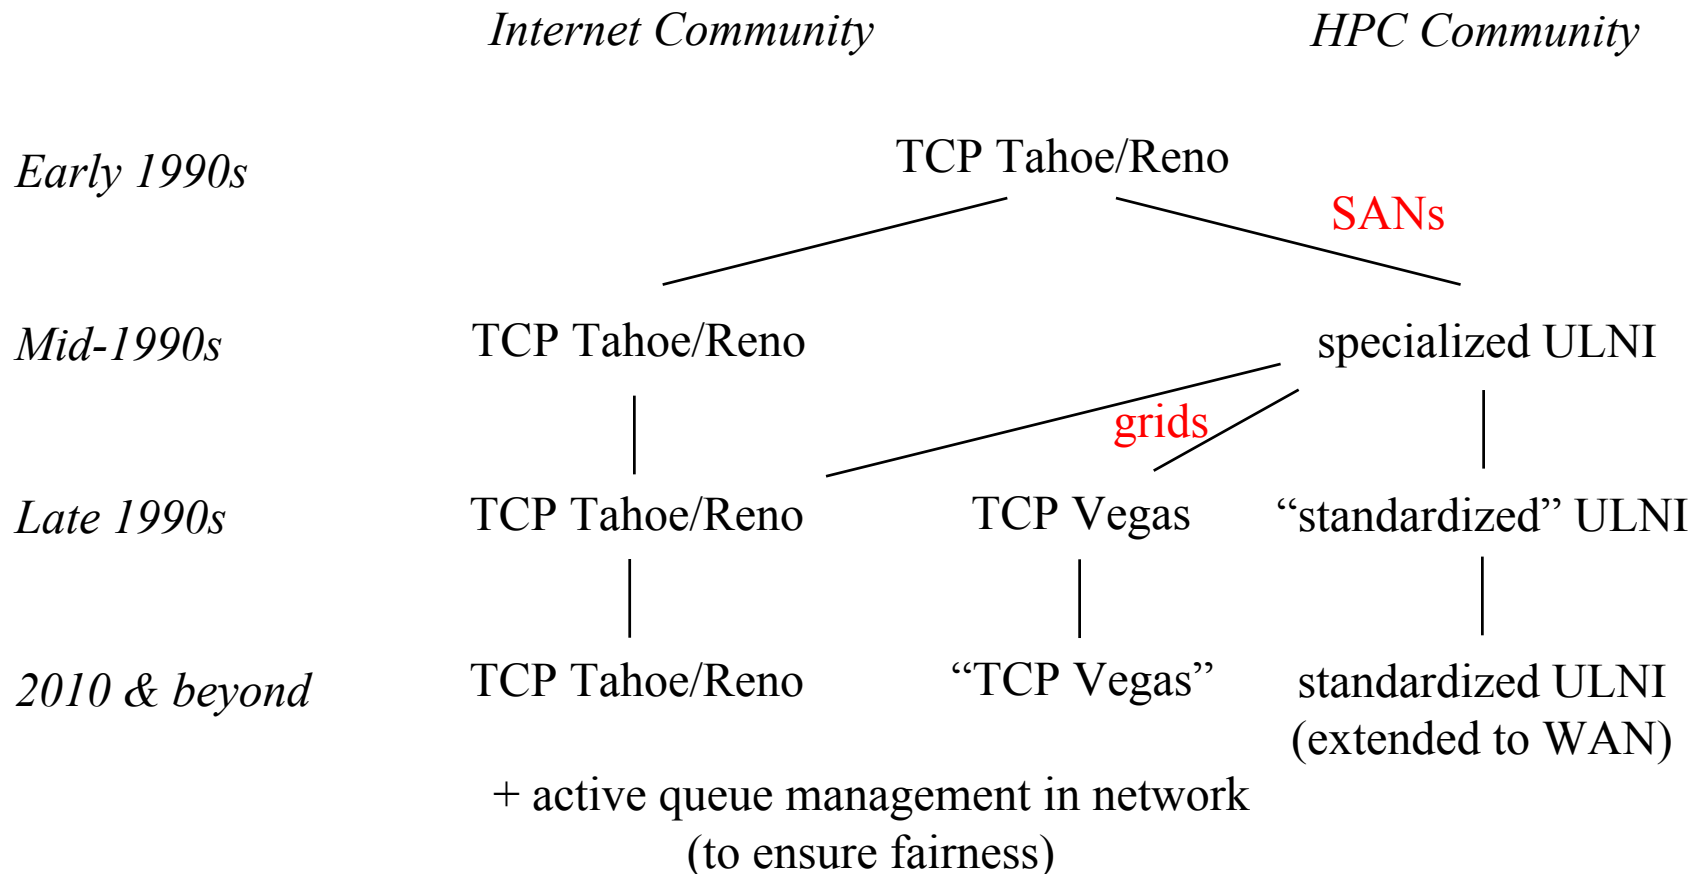 Internet Community
HPC Community
Early 1990s
TCP Tahoe/Reno
SANs
Mid-1990s
TCP Tahoe/Reno
specialized ULNI
grids
Late 1990s
TCP Tahoe/Reno
TCP Vegas
“standardized” ULNI
2010 & beyond
TCP Tahoe/Reno
“TCP Vegas”
standardized ULNI
(extended to WAN)
+ active queue management in network
(to ensure fairness)